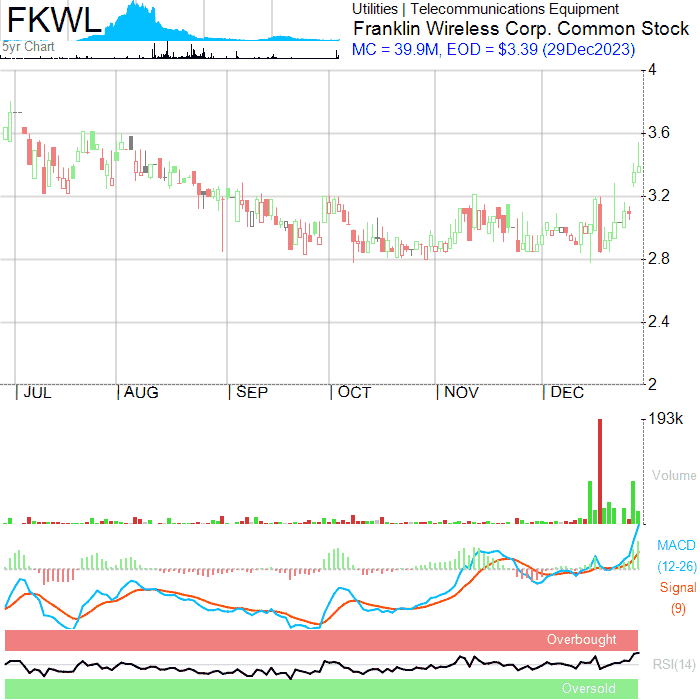 FKWL
5yr Chart
Utilities | Telecommunications Equipment
Franklin Wireless Corp. Common Stock
MC = 39.9M, EOD = $3.39 (29Dec2023)
4
3.6
3.2
2.8
2.4
2
JUL AUG SEP OCT NOV DEC
193k
Volume
MACD
(12-26)
Signal
(9)
Overbought
RSI(14)
Oversold